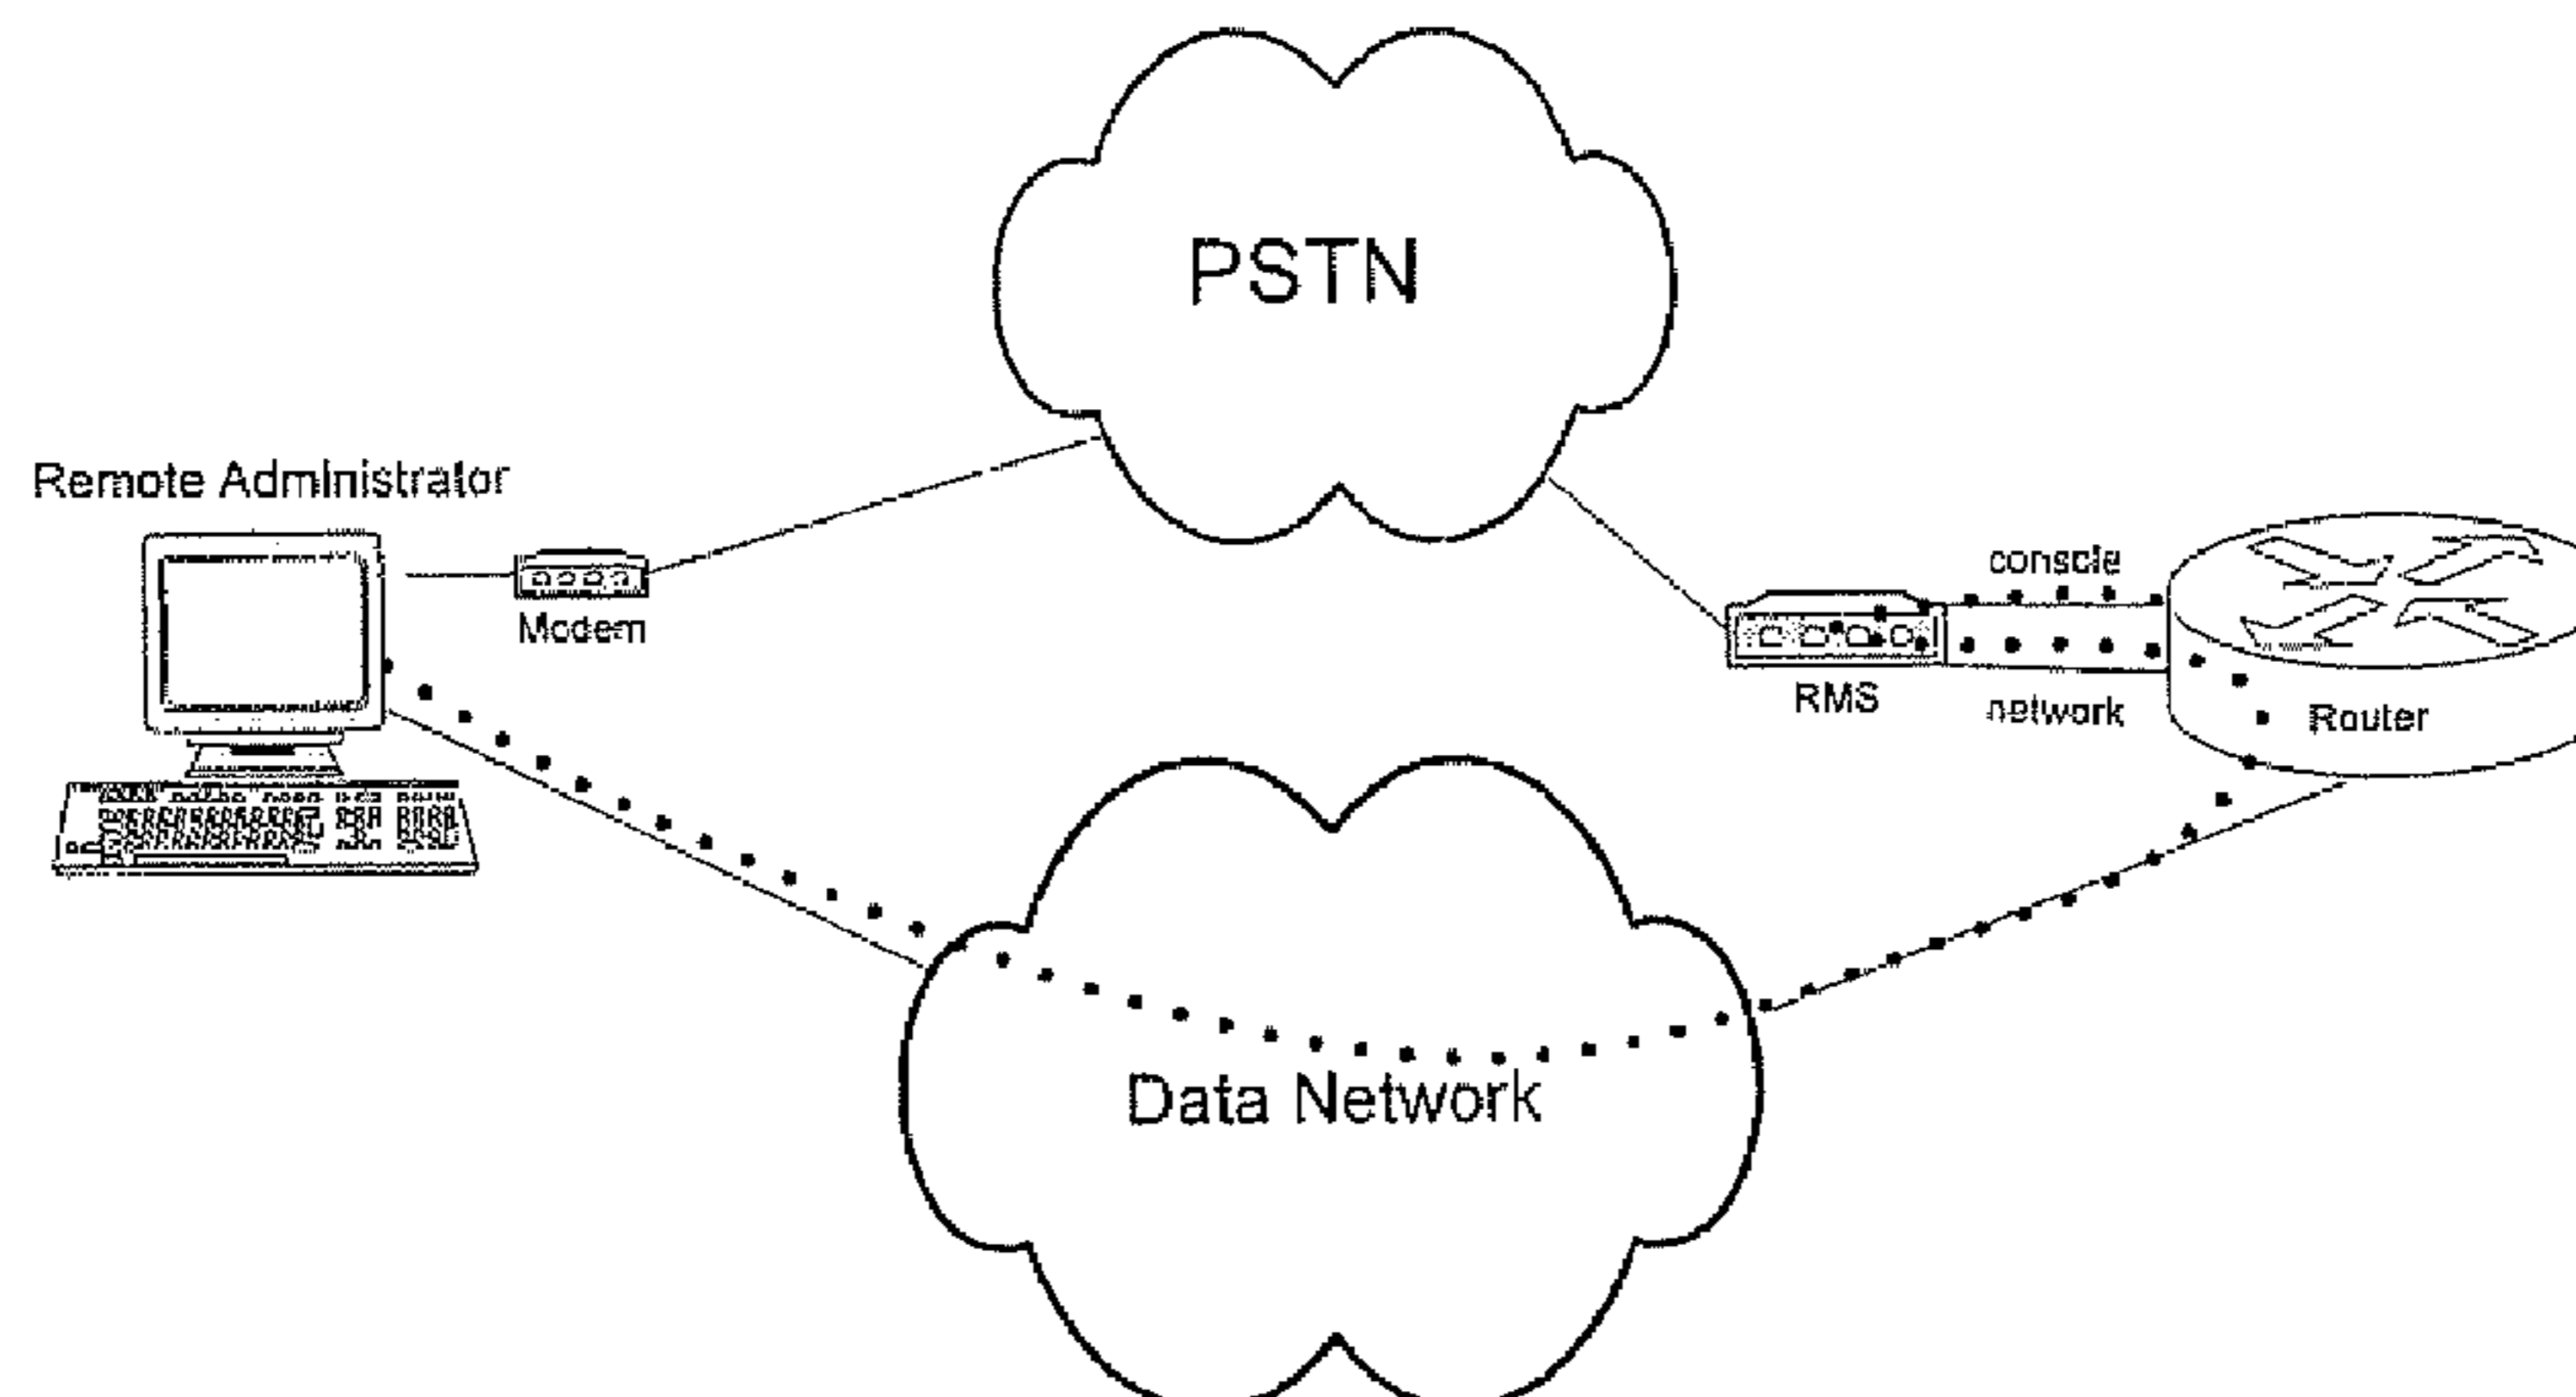 PSTN
Remote Administrator
Modem
console
RMS
network
Router
Data Network